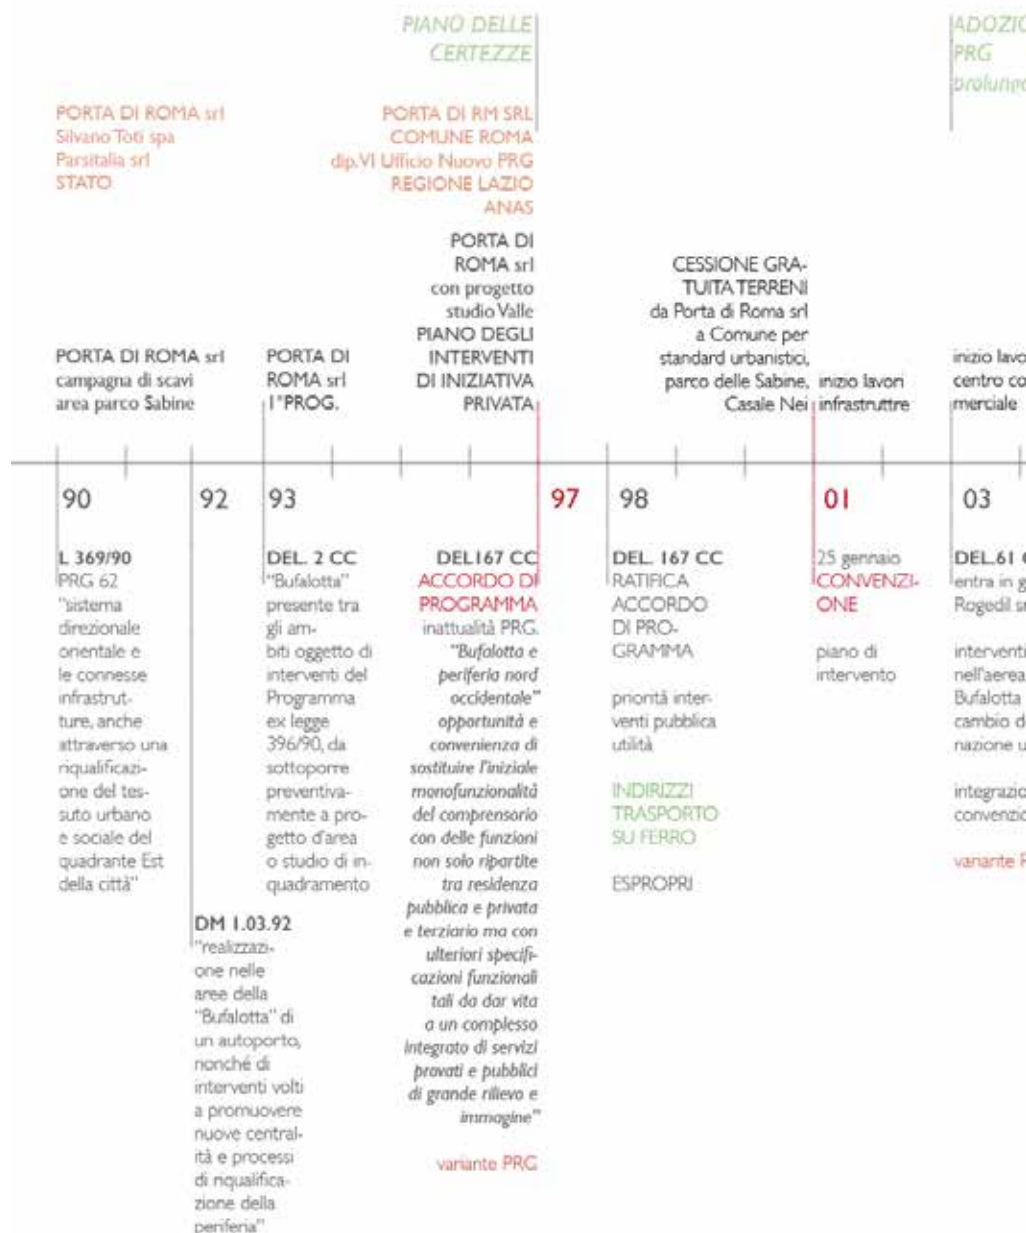 PIANO DELLE
CERTEZZE
ADOZIO
PRG
prolunga
PORTA DI ROMA srl
Silvano Toti spa
Parsitalia srl
STATO
PORTA DI RM SRL
COMUNE ROMA
dip.VI Ufficio Nuovo PRG
REGIONE LAZIO
ANAS
PORTA DI ROMA srl
campagna di scavi
area parco Sabine
PORTA DI
ROMA srl
1°PROG.
PORTA DI
ROMA srl
con progetto
studio Valle
PIANO DEGLI
INTERVENTI
DI INIZIATIVA
PRIVATA
CESSIONE GRA-
TUITA TERRENI
da Porta di Roma srl
a Comune per
standard urbanistici,
parco delle Sabine,
Casale Nei
inizio lavori
infrastruttre
inizio lavo
centro co
merciale
90
92
93
97
98
01
03
L 369/90
PRG 62
"sistema
direzionale
orientale e
le connesse
infrastrut-
ture, anche
attraverso una
riqualificazi-
one del tes-
suto urbano
e sociale del
quadrante Est
della città"
DM 1.03.92
"realizzazi-
one nelle
aree della
"Bufalotta" di
un autoporto,
nonché di
interventi volti
a promuovere
nuove central-
ità e processi
di riqualifica-
zione della
periferia"
DEL. 2 CC
"Bufalotta"
presente tra
gli am-
biti oggetto di
interventi del
Programma
ex legge
396/90, da
sottoporre
preventiva-
mente a pro-
getto d'area
o studio di in-
quadramento
DEL167 CC
ACCORDO DI
PROGRAMMA
inattualità PRG.
"Bufalotta e
periferia nord
occidentale"
opportunità e
convenienza di
sostituire l'iniziale
monofunzionalità
del comprensorio
con delle funzioni
non solo ripartite
tra residenza
pubblica e privata
e terziario ma con
ulteriori specifi-
cazioni funzionali
tali da dar vita
a un complesso
integrato di servizi
provati e pubblici
di grande rilievo e
immagine"
variante PRG
DEL. 167 CC
RATIFICA
ACCORDO
DI PRO-
GRAMMA
priorità inter-
venti pubblica
utilità
INDIRIZZI
TRASPORTO
SU FERRO
ESPROPRI
25 gennaio
CONVENZI-
ONE
piano di
intervento
DEL.61
entra in g
Rogedil sr
interventi
nell'aerea
Bufalotta
cambio d
nazione u
integrazio
convenzio
variante